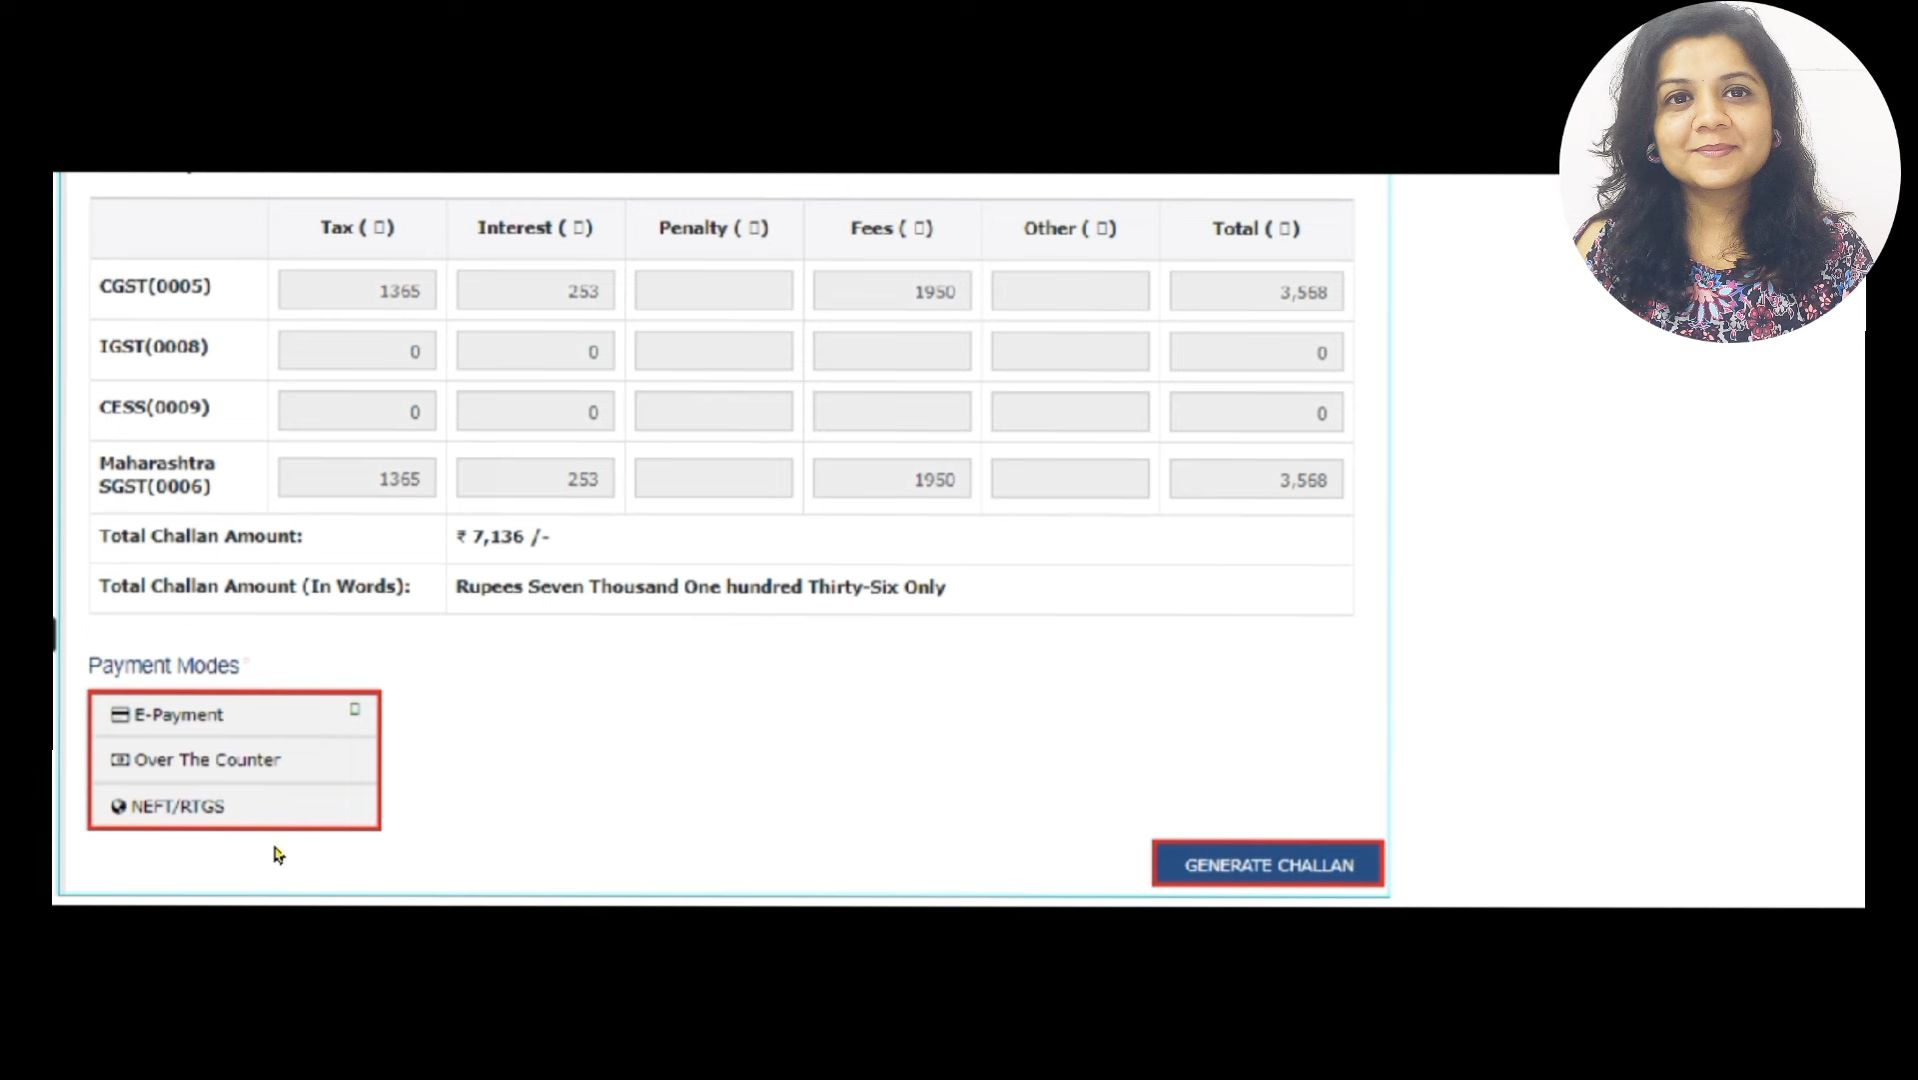 Tax ( ▯) Interest ( ▯) Penalty ( ▯) Fees ( ▯) Other ( ▯) Total ( ▯)
CGST(0005) 1365 253 1950 3,568
IGST(0008) 0 0 0
CESS(0009) 0 0 0
Maharashtra
SGST(0006) 1365 253 1950 3,568
Total Challan Amount: ₹ 7,136 /-
Total Challan Amount (In Words): Rupees Seven Thousand One hundred Thirty-Six Only
Payment Modes*
E-Payment
Over The Counter
NEFT/RTGS
GENERATE CHALLAN